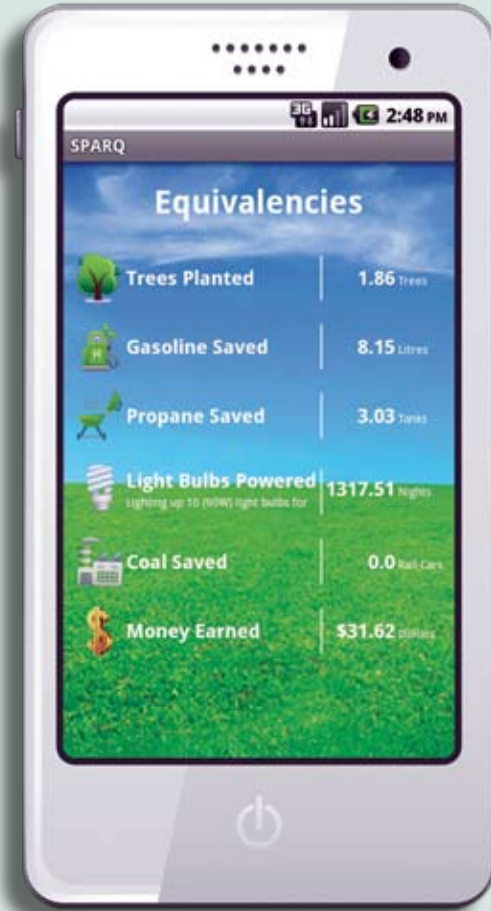 3G 2:48 PM
SPARQ
Equivalencies
Trees Planted 1.86 Trees
Gasoline Saved 8.15 Litres
Propane Saved 3.03 Tanks
Light Bulbs Powered 1317.51 Nights
Lighting up 10 (60W) light bulbs for
Coal Saved 0.0 Rail Cars
Money Earned $31.62 Dollars